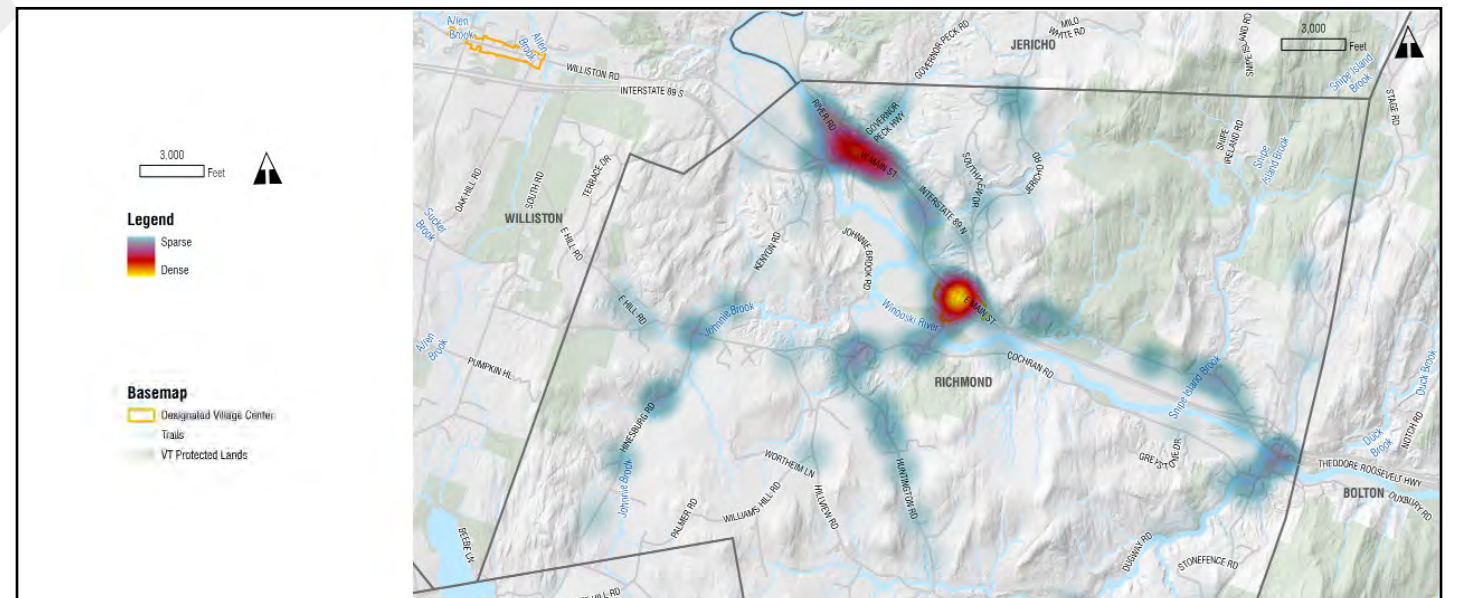 3,000
Feet
Legend
Sparse
Dense
Basemap
Designated Village Center
Trails
VT Protected Lands
Allen
Brook
Allen
Brook
WILLISTON RD
INTERSTATE 89 S
GOVERNOR PECK RD
MILO
WHITE RD
JERICHO
SNIPE ISLAND RD
3,000
Feet
Snipe Island
Brook
STAGE RD
RIVER RD
GOVERNOR
PECK HWY
W MAIN ST
INTERSTATE 89 N
SOUTHVIEW DR
JERICHO RD
SNIPE
IRELAND RD
Snipe
Island Brook
OAK HILL RD
SOUTH RD
TERRACE DR
WILLISTON
Sucker
Brook
E HILL RD
KENYON RD
JOHNNIE BROOK RD
E HILL RD
Johnnie Brook
Winooski River
E MAIN ST
Allen
Brook
PUMPKIN HL
COCHRAN RD
RICHMOND
Snipe Island Brook
Duck Brook
HINESBURG RD
Duck
Brook
NOTCH RD
WORTHEIM LN
HUNTINGTON RD
THEODORE ROOSEVELT HWY
BOLTON
DUXBURY RD
Johnnie Brook
PALMER RD
WILLIAMS HILL RD
HILLVIEW RD
BEEBE LN
DUGWAY RD
STONEFENCE RD
HILL RD